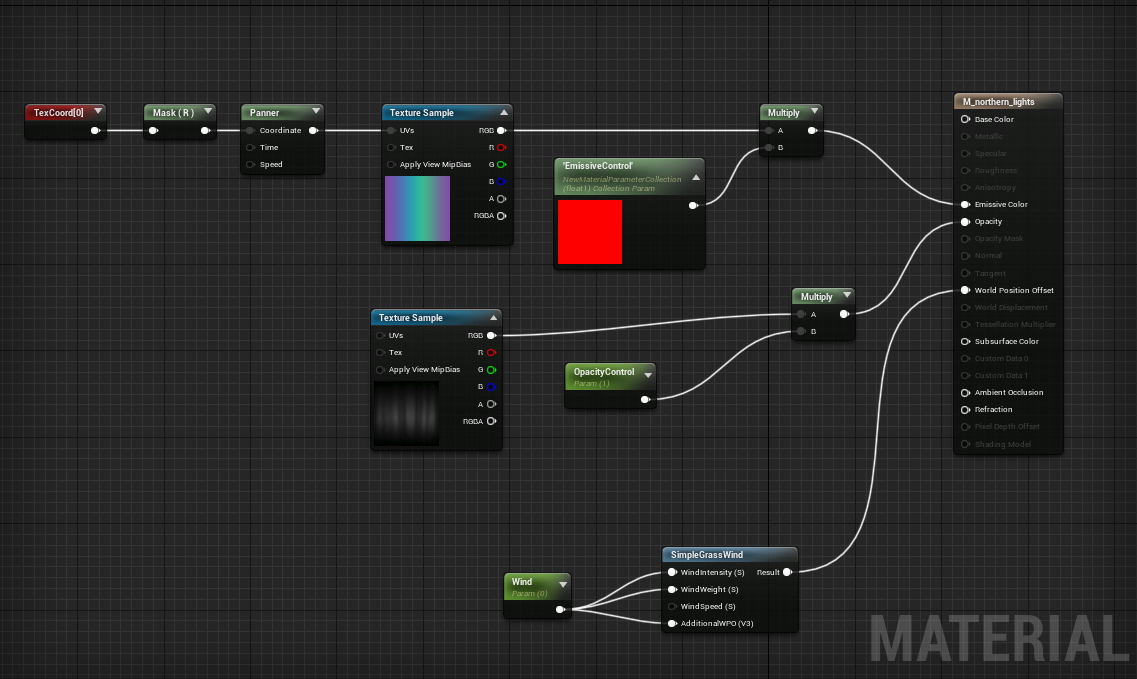 TexCoord[0]
Mask ( R )
Panner
Coordinate
Time
Speed
Texture Sample
UVs
Tex
Apply View MipBias
RGB
R
G
B
A
RGBA
'EmissiveControl'
NewMaterialParameterCollection
(float1) Collection Param
Multiply
A
B
Texture Sample
UVs
Tex
Apply View MipBias
RGB
R
G
B
A
RGBA
OpacityControl
Param (1)
Multiply
A
B
Wind
Param (0)
SimpleGrassWind
WindIntensity (S)
Result
WindWeight (S)
WindSpeed (S)
AdditionalWPO (V3)
M_northern_lights
Base Color
Metallic
Specular
Roughness
Anisotropy
Emissive Color
Opacity
Opacity Mask
Normal
Tangent
World Position Offset
World Displacement
Tessellation Multiplier
Subsurface Color
Custom Data 0
Custom Data 1
Ambient Occlusion
Refraction
Pixel Depth Offset
Shading Model
MATERIAL